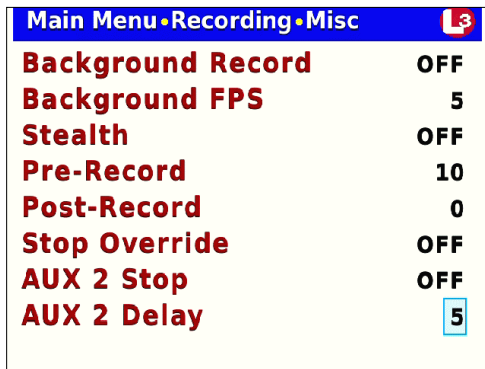 Main Menu•Recording•Misc L3
Background Record OFF
Background FPS 5
Stealth OFF
Pre-Record 10
Post-Record 0
Stop Override OFF
AUX 2 Stop OFF
AUX 2 Delay 5